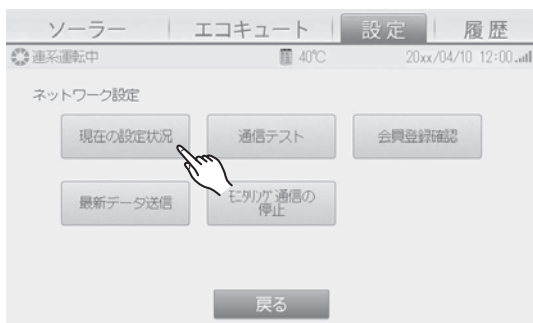 ソーラー エコキュート 設定 履歴
連系運転中 40℃ 20xx/04/10 12:00
ネットワーク設定
現在の設定状況 通信テスト 会員登録確認
最新データ送信 モニタリング通信の
停止
戻る